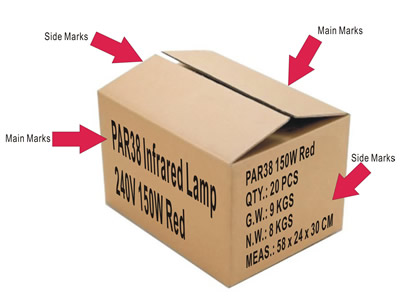 Side Marks
Main Marks
Main Marks
PAR38 Infrared Lamp
240V 150W Red
Side Marks
PAR38 150W Red
QTY.: 20 PCS
G.W.: 9 KGS
N.W.: 8 KGS
MEAS.: 58 x 24 x 30 CM